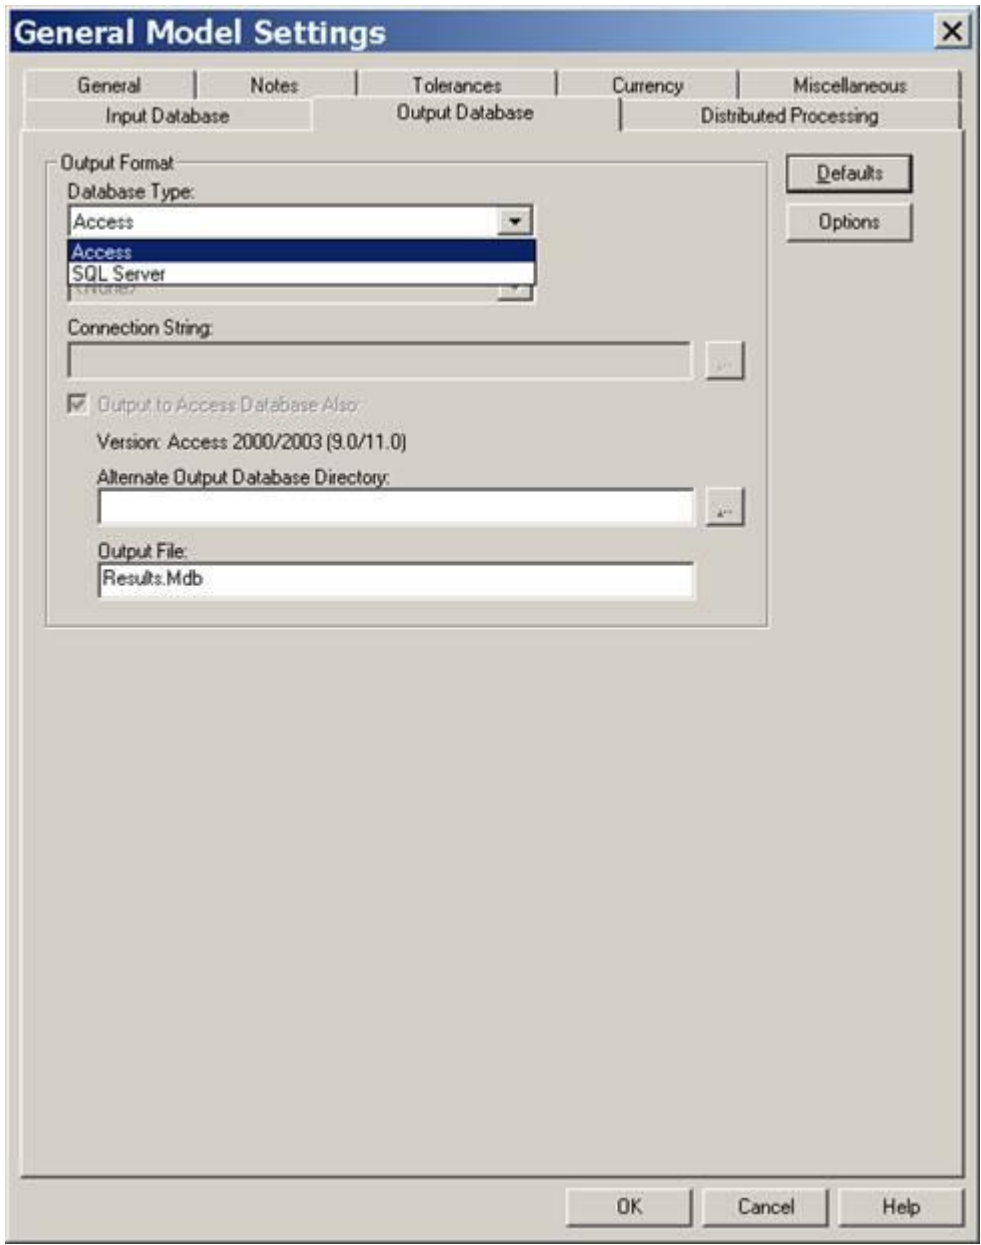 General Model Settings
General Notes Tolerances Currency Miscellaneous
Input Database Output Database Distributed Processing
Output Format
Database Type:
Access
Access
SQL Server
<None>
Defaults
Options
Connection String:
...
Output to Access Database Also:
Version: Access 2000/2003 (9.0/11.0)
Alternate Output Database Directory:
...
Output File:
Results.Mdb
OK Cancel Help